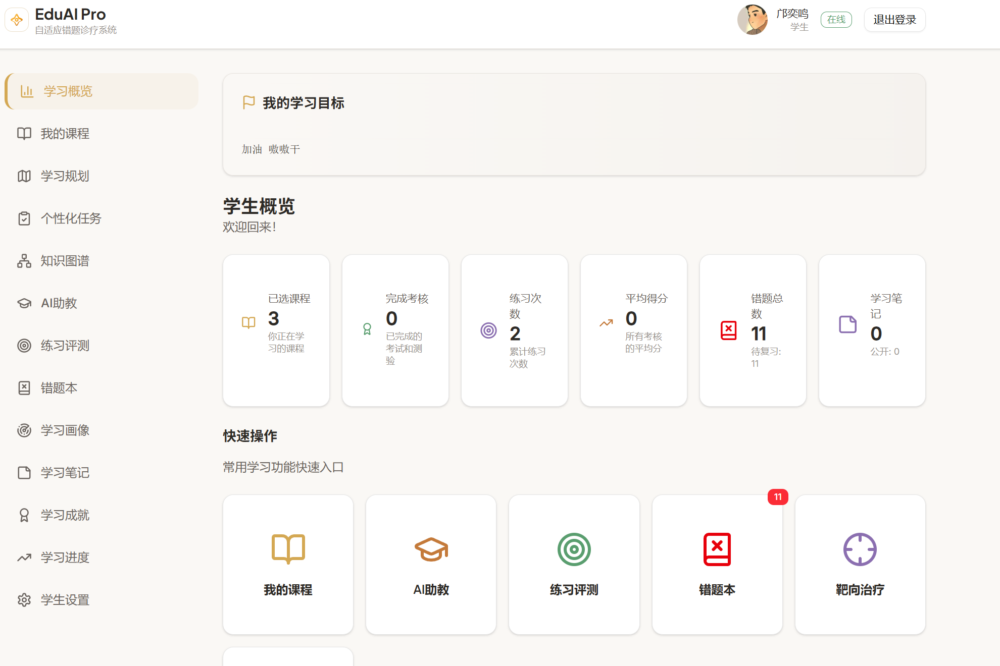 EduAI Pro
自适应错题诊疗系统
邝奕鸣
学生
在线
退出登录
学习概览
我的课程
学习规划
个性化任务
知识图谱
AI助教
练习评测
错题本
学习画像
学习笔记
学习成就
学习进度
学生设置
我的学习目标
加油 嗷嗷干
学生概览
欢迎回来！
已选课程
3
你正在学
习的课程
完成考核
0
已完成的
考试和测
验
练习次
数
2
累计练习
次数
平均得分
0
所有考核
的平均分
错题总
数
11
待复习:
11
学习笔
记
0
公开: 0
快速操作
常用学习功能快速入口
我的课程
AI助教
练习评测
11
错题本
靶向治疗